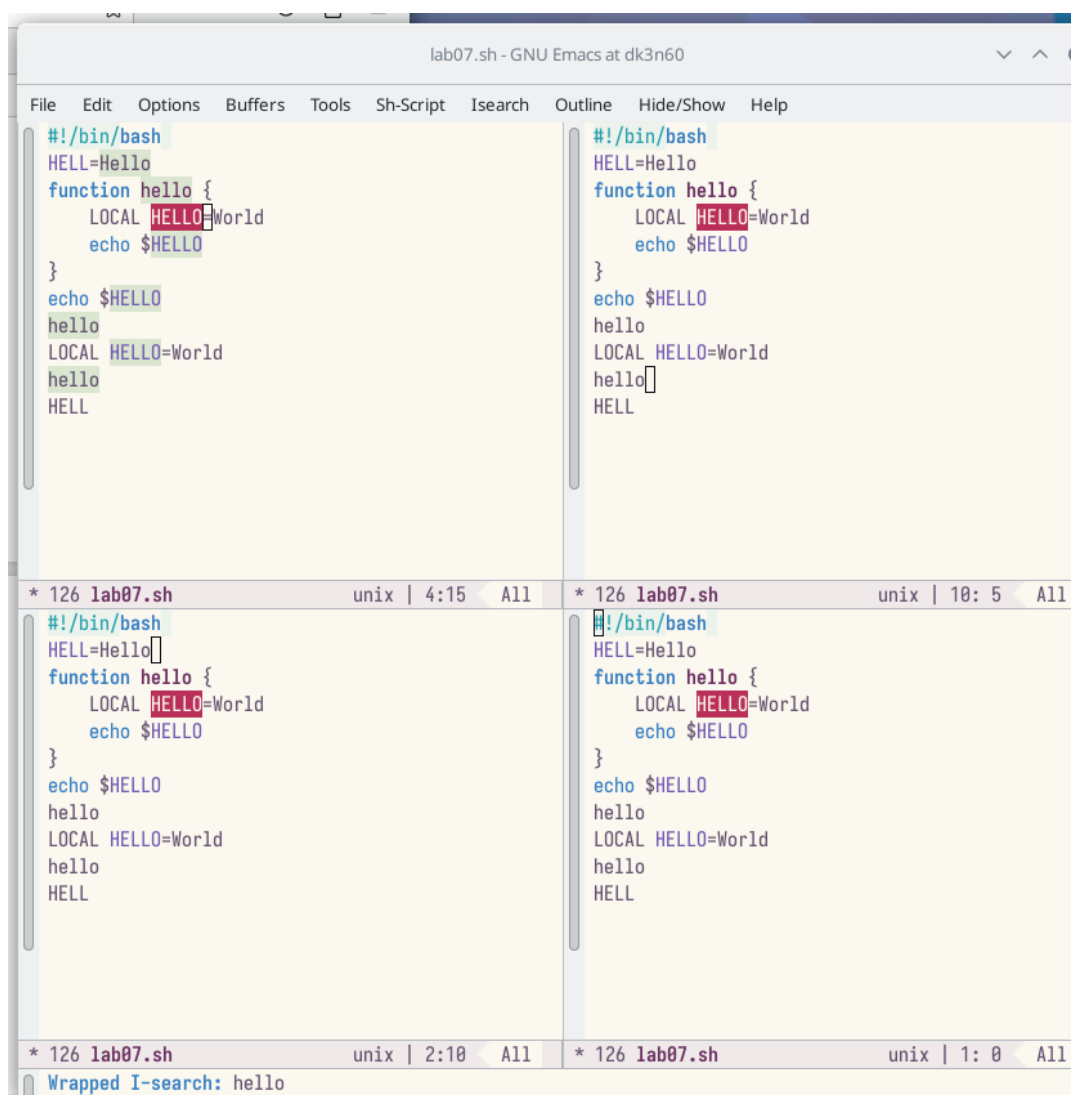 lab07.sh - GNU Emacs at dk3n60
File Edit Options Buffers Tools Sh-Script Isearch Outline Hide/Show Help
#!/bin/bash
HELL=Hello
function hello {
    LOCAL HELLO=World
    echo $HELLO
}
echo $HELLO
hello
LOCAL HELLO=World
hello
HELL
* 126 lab07.sh unix | 4:15 All
#!/bin/bash
HELL=Hello
function hello {
    LOCAL HELLO=World
    echo $HELLO
}
echo $HELLO
hello
LOCAL HELLO=World
hello
HELL
* 126 lab07.sh unix | 10: 5 All
#!/bin/bash
HELL=Hello
function hello {
    LOCAL HELLO=World
    echo $HELLO
}
echo $HELLO
hello
LOCAL HELLO=World
hello
HELL
* 126 lab07.sh unix | 2:10 All
#!/bin/bash
HELL=Hello
function hello {
    LOCAL HELLO=World
    echo $HELLO
}
echo $HELLO
hello
LOCAL HELLO=World
hello
HELL
* 126 lab07.sh unix | 1: 0 All
Wrapped I-search: hello